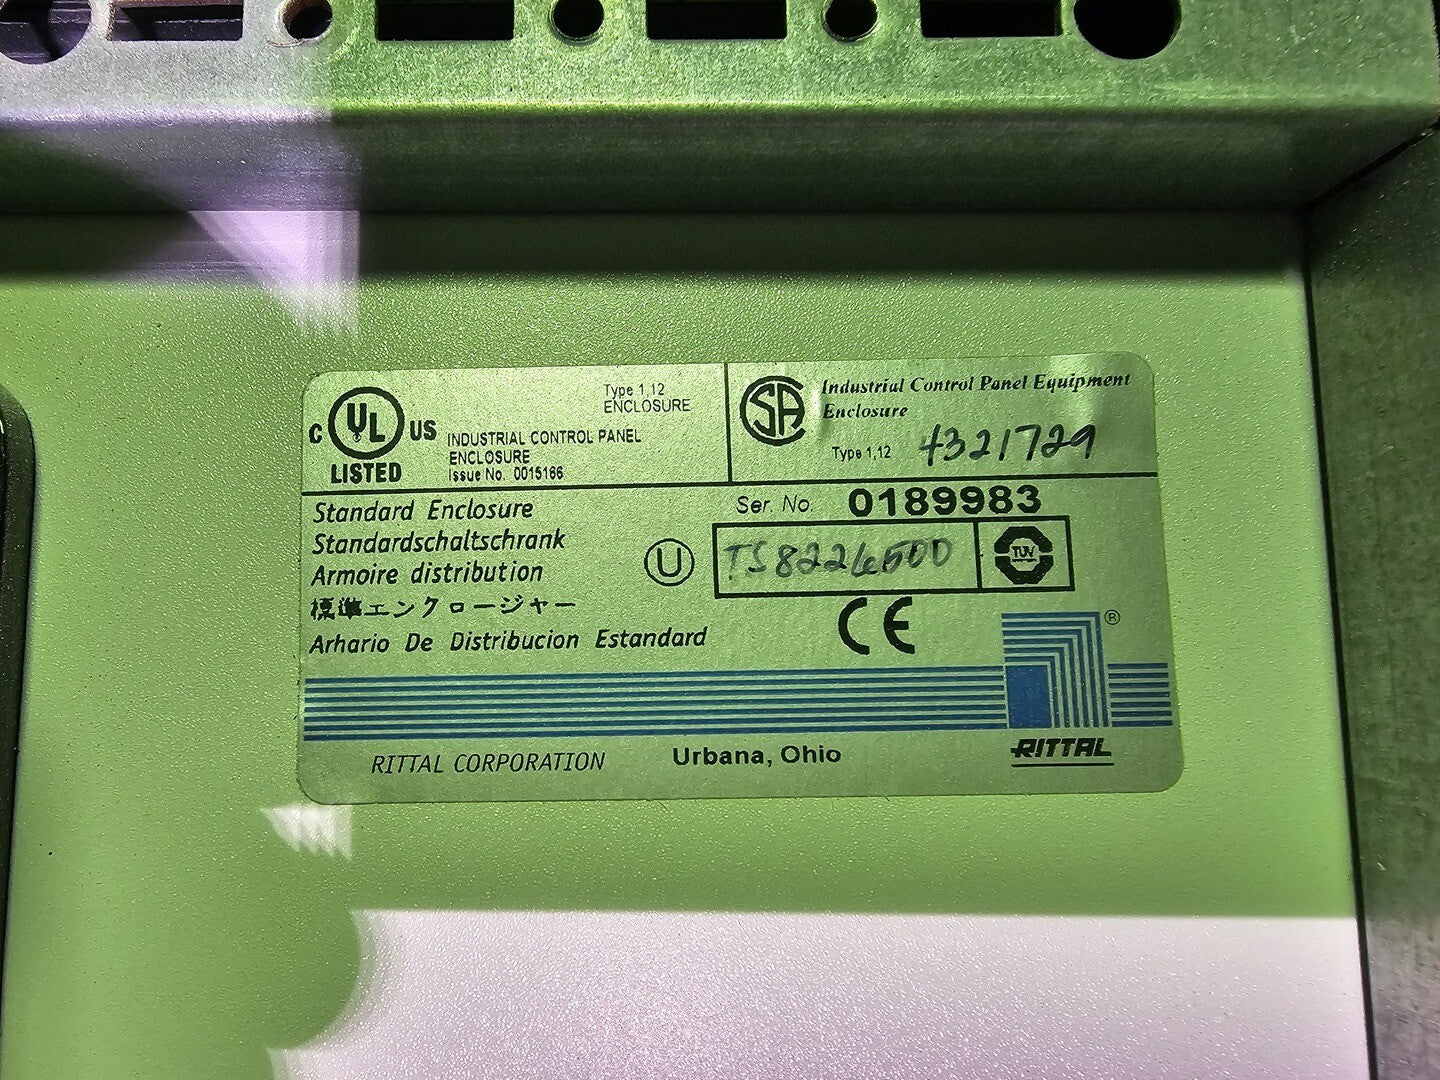 C UL US
LISTED
Type 1,12
ENCLOSURE
INDUSTRIAL CONTROL PANEL
ENCLOSURE
Issue No. 0015166
SA
Industrial Control Panel Equipment
Enclosure
Type 1,12 4321729
Standard Enclosure
Standardschaltschrank
Armoire distribution
標準エンクロージャー
Arhario De Distribucion Estandard
Ser. No. 0189983
U
TS8226500
TUV
CE
®
RITTAL CORPORATION
Urbana, Ohio
RITTAL